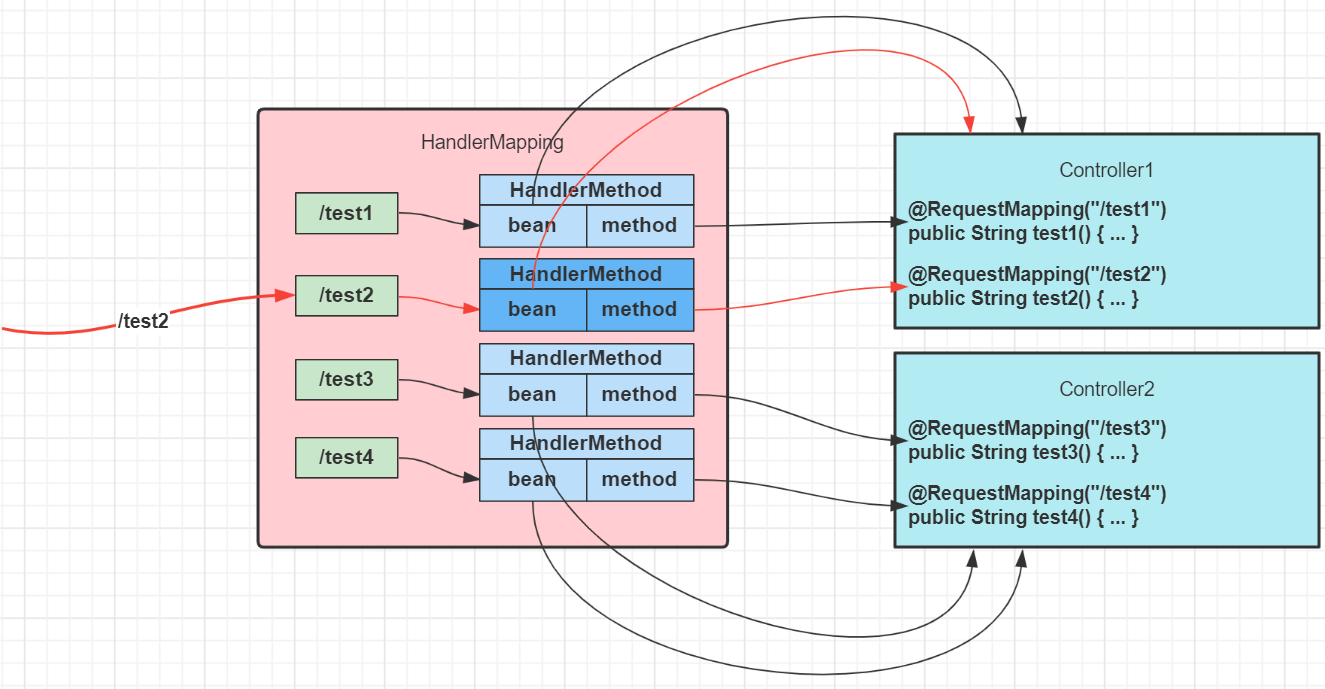 HandlerMapping
/test2
/test1
HandlerMethod
bean method
/test2
HandlerMethod
bean method
/test3
HandlerMethod
bean method
/test4
HandlerMethod
bean method
Controller1
@RequestMapping("/test1")
public String test1() { ... }
@RequestMapping("/test2")
public String test2() { ... }
Controller2
@RequestMapping("/test3")
public String test3() { ... }
@RequestMapping("/test4")
public String test4() { ... }